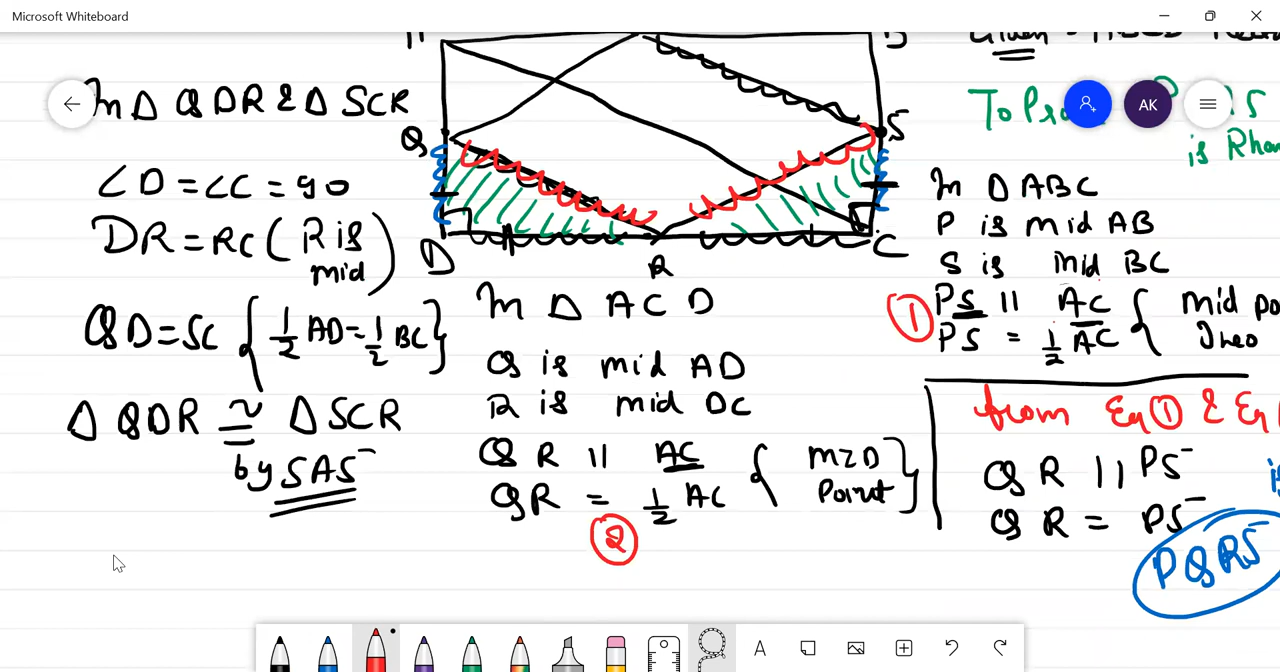 Microsoft Whiteboard
In Δ QDR & Δ SCR
∠D = ∠C = 90
DR = RC (R is mid)
QD = SC { 1/2 AD = 1/2 BC }
Δ QDR ≅ Δ SCR
by SAS
Q
S
D
R
C
In Δ ACD
Q is mid AD
R is mid DC
QR || AC { mid
QR = 1/2 AC Point }
2
AK
To Pro
is Rhom
In Δ ABC
P is mid AB
S is mid BC
1 PS || AC { mid po
PS = 1/2 AC Theo
from Eq 1 & Eq
QR || PS
QR = PS
PQRS
A